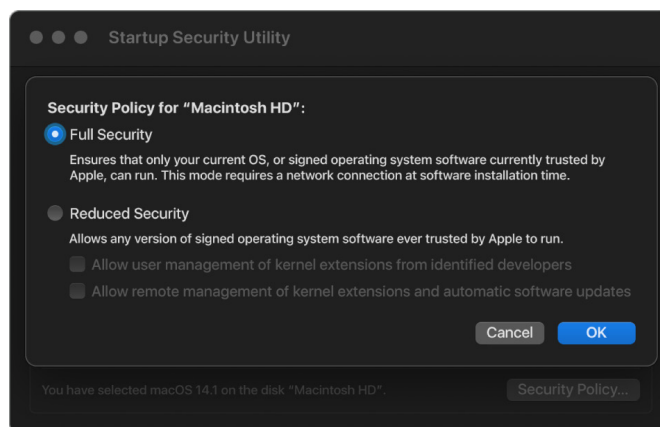 Startup Security Utility
Security Policy for “Macintosh HD”:
Full Security
Ensures that only your current OS, or signed operating system software currently trusted by
Apple, can run. This mode requires a network connection at software installation time.
Reduced Security
Allows any version of signed operating system software ever trusted by Apple to run.
Allow user management of kernel extensions from identified developers
Allow remote management of kernel extensions and automatic software updates
Cancel OK
You have selected macOS 14.1 on the disk “Macintosh HD”. Security Policy...